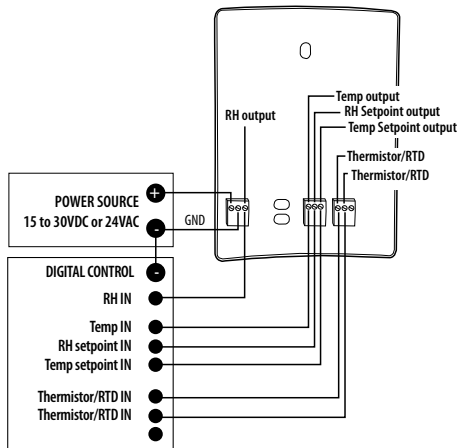 Temp output
RH Setpoint output
RH output
Temp Setpoint output
Thermistor/RTD
Thermistor/RTD
+
POWER SOURCE
15 to 30VDC or 24VAC
GND
-
DIGITAL CONTROL
-
RH IN
Temp IN
RH setpoint IN
Temp setpoint IN
Thermistor/RTD IN
Thermistor/RTD IN